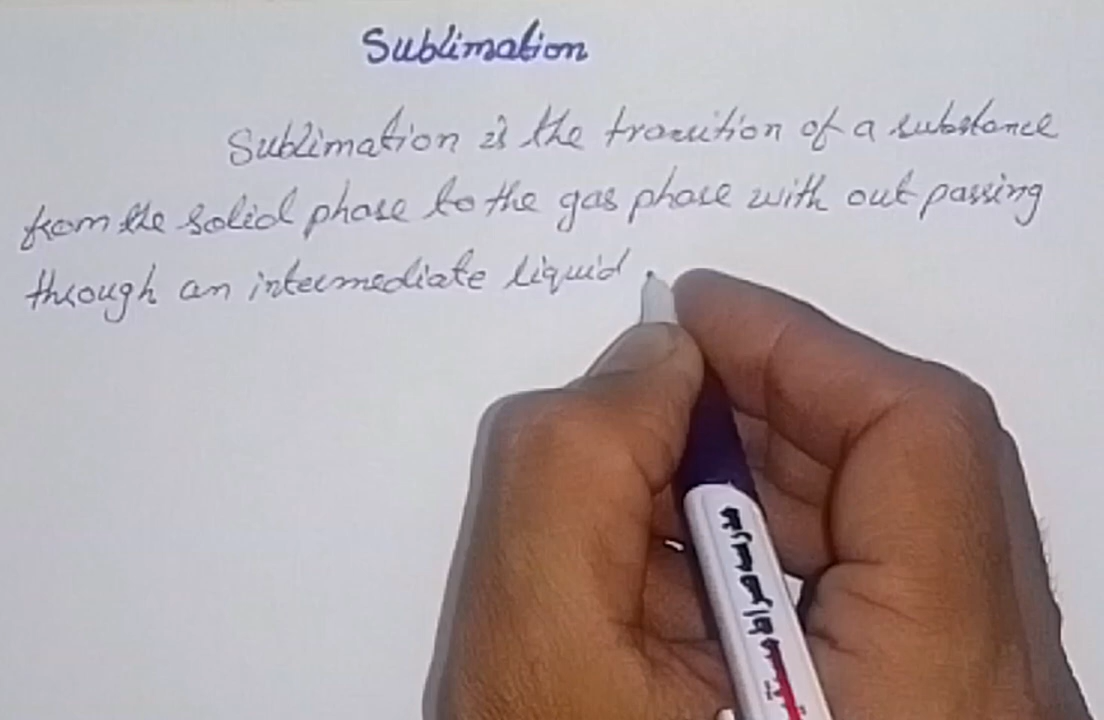 Sublimation
Sublimation is the transition of a substance
from the solid phase to the gas phase with out passing
through an intermediate liquid